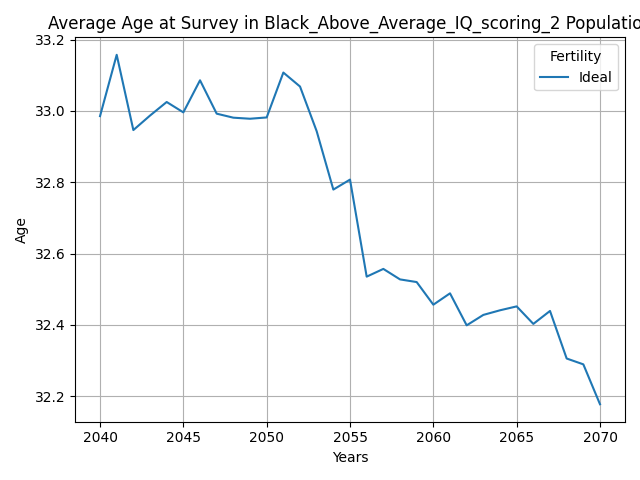 Average Age at Survey in Black_Above_Average_IQ_scoring_2 Populatio
Fertility
Ideal
Age
33.2
33.0
32.8
32.6
32.4
32.2
2040 2045 2050 2055 2060 2065 2070
Years